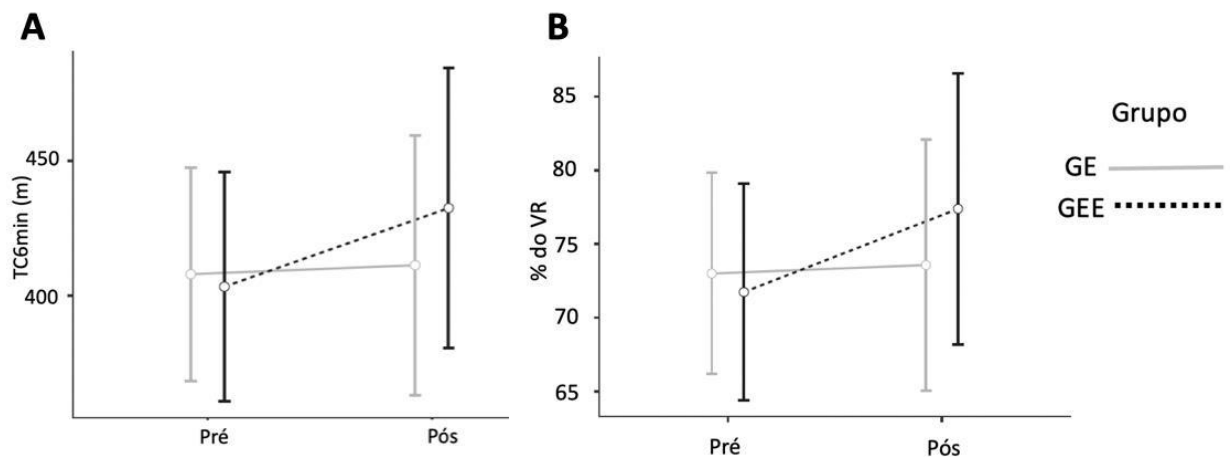 A
TC6min (m)
450
400
Pré
Pós
B
% do VR
85
80
75
70
65
Pré
Pós
Grupo
GE
GEE